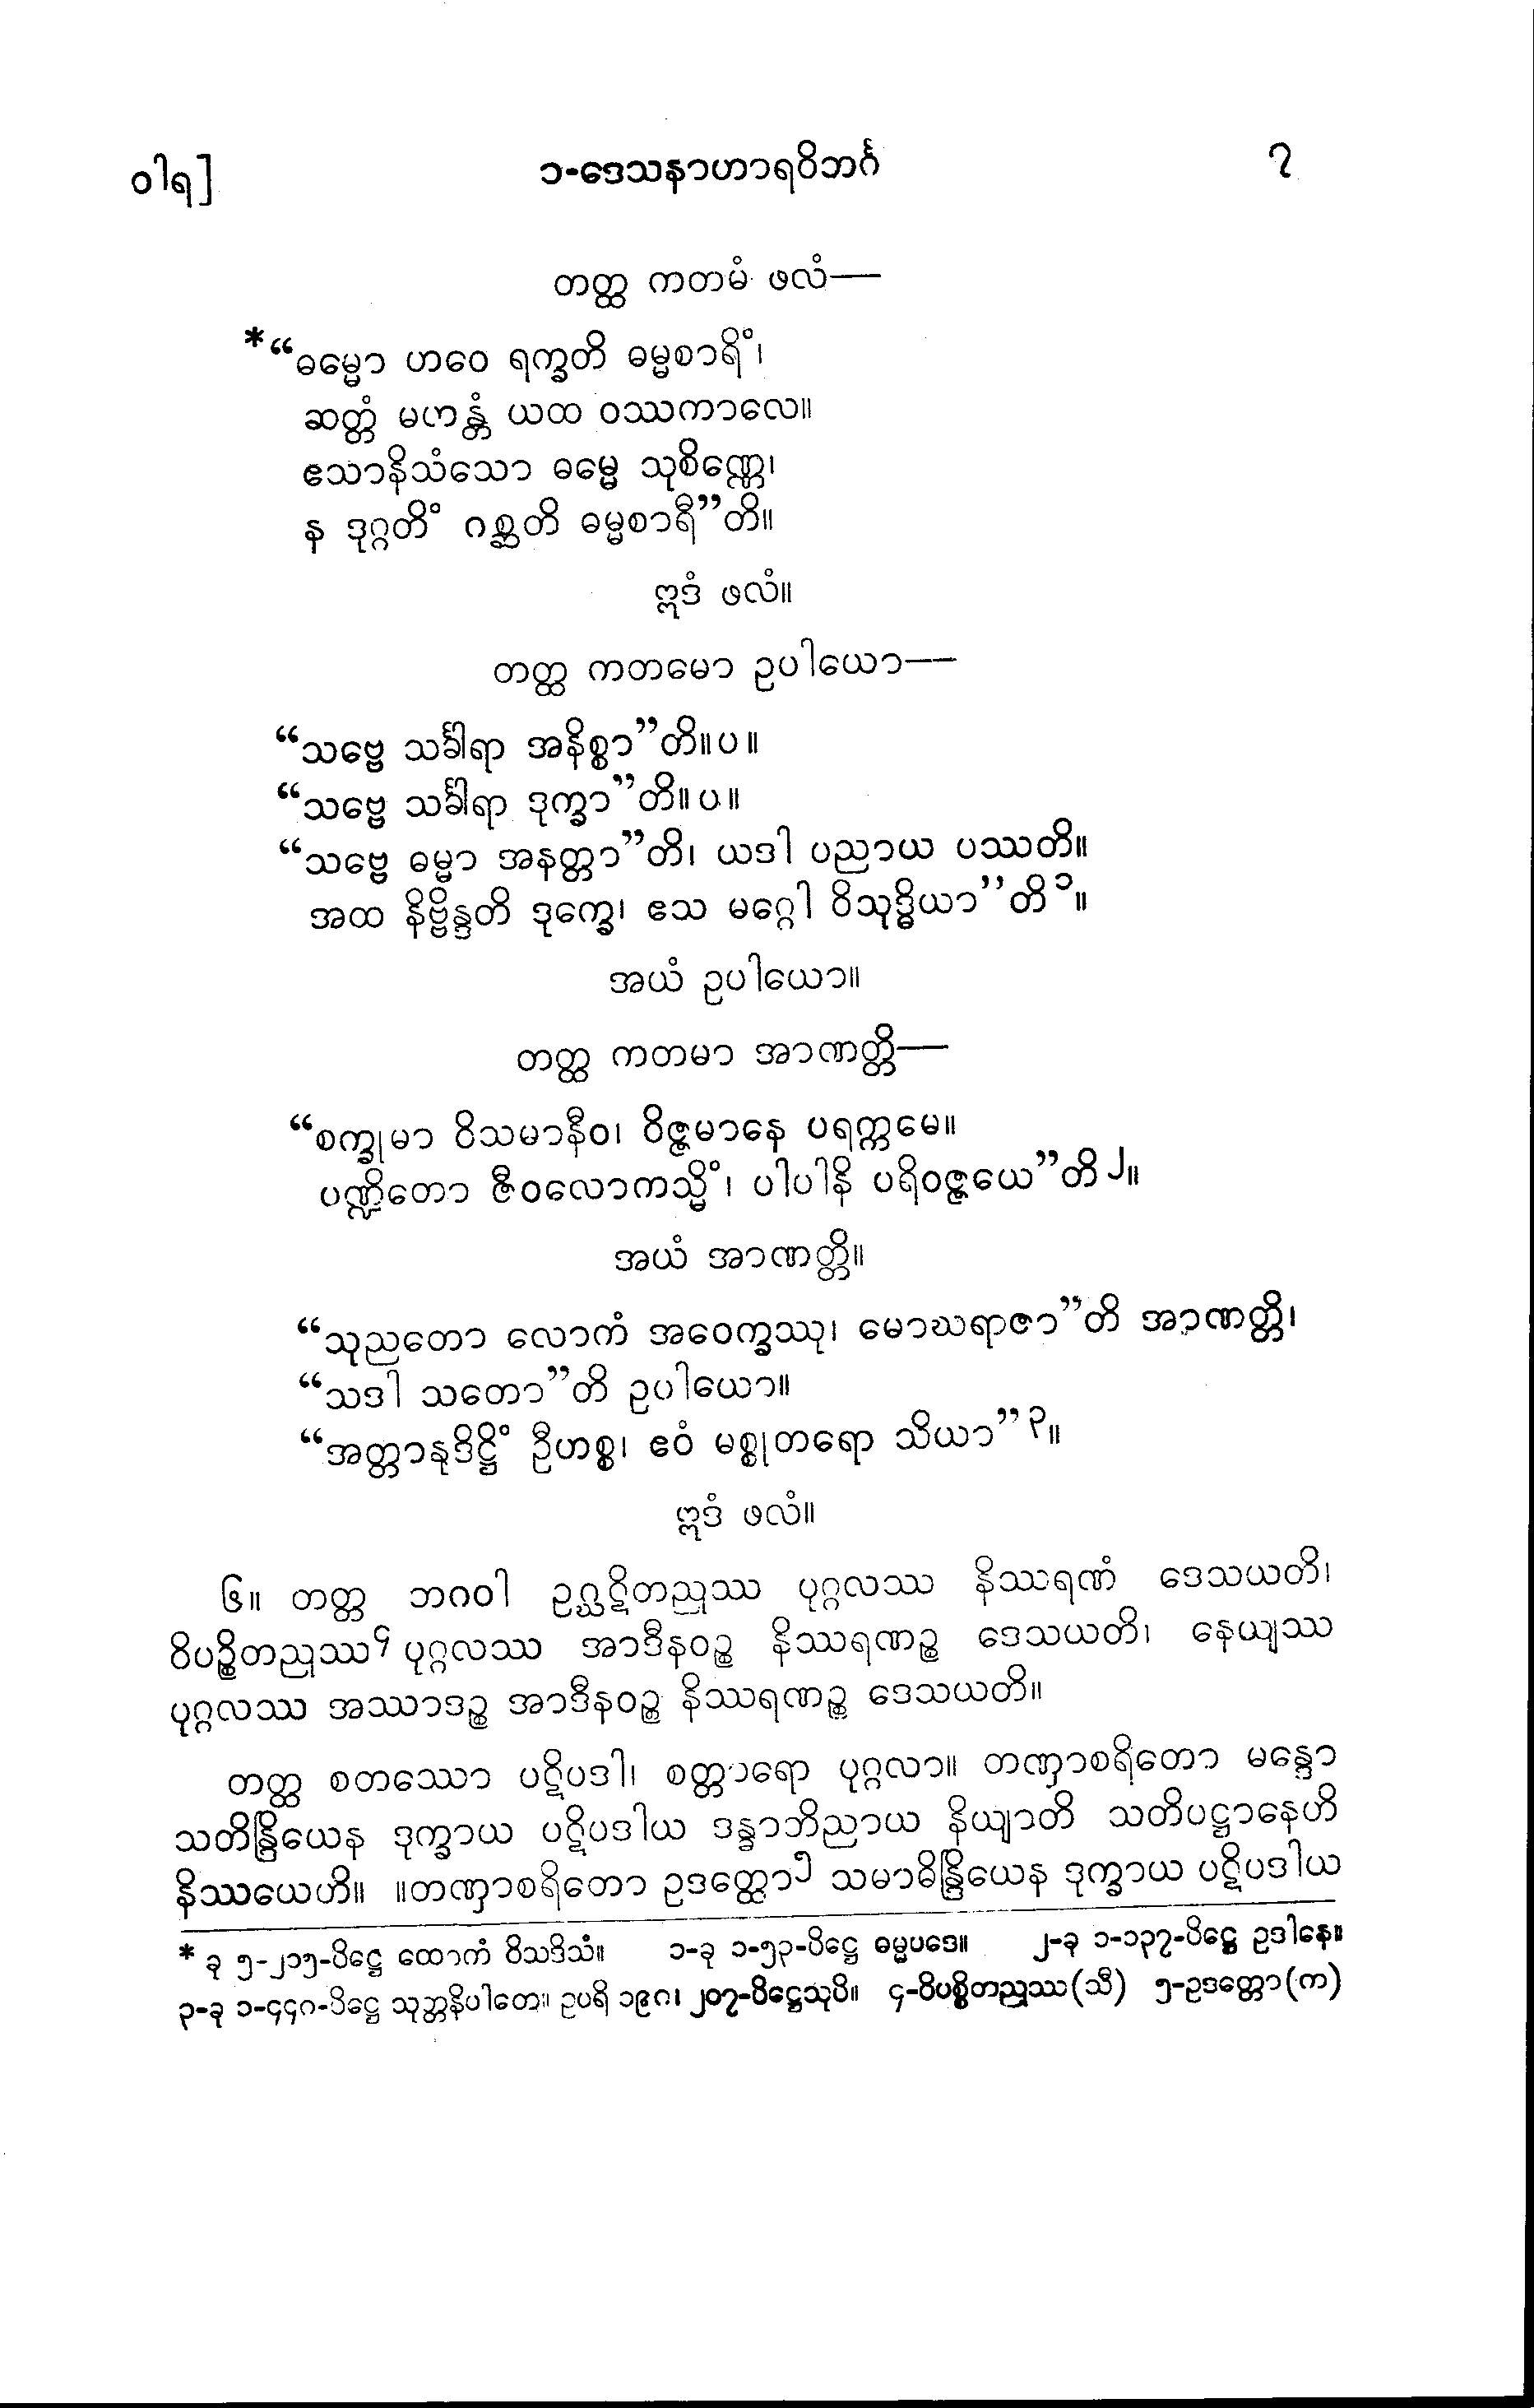 ဝါရ]
၁-ဒေသနာဟာရဝိဘင်္ဂ
၇
တတ္ထ ကတမံ ဖလံ—
*“ဓမ္မော ဟဝေ ရက္ခတိ ဓမ္မစာရိံ၊
ဆတ္တံ မဟန္တံ ယထ ဝဿကာလေ။
ဧသာနိသံသော ဓမ္မေ သုစိဏ္ဏေ၊
န ဒုဂ္ဂတိံ ဂစ္ဆတိ ဓမ္မစာရီ”တိ။
ဣဒံ ဖလံ။
တတ္ထ ကတမော ဥပါယော—
“သဗ္ဗေ သင်္ခါရာ အနိစ္စာ”တိ။ပ။
“သဗ္ဗေ သင်္ခါရာ ဒုက္ခာ”တိ။ပ။
“သဗ္ဗေ ဓမ္မာ အနတ္တာ”တိ၊ ယဒါ ပညာယ ပဿတိ။
အထ နိဗ္ဗိန္ဒတိ ဒုက္ခေ၊ ဧသ မဂ္ဂေါ ဝိသုဒ္ဓိယာ”တိ ၁။
အယံ ဥပါယော။
တတ္ထ ကတမာ အာဏတ္တိ—
“စက္ခုမာ ဝိသမာနီဝ၊ ဝိဇ္ဇမာနေ ပရက္ကမေ။
ပဏ္ဍိတော ဇီဝလောကသ္မိံ၊ ပါပါနိ ပရိဝဇ္ဇယေ”တိ ၂။
အယံ အာဏတ္တိ။
“သုညတော လောကံ အဝေက္ခဿု၊ မောဃရာဇာ”တိ အာဏတ္တိ၊
“သဒါ သတော”တိ ဥပါယော။
“အတ္တာနုဒိဋ္ဌိံ ဦဟစ္စ၊ ဧဝံ မစ္စုတရော သိယာ” ၃။
ဣဒံ ဖလံ။
၆။ တတ္ထ ဘဂဝါ ဥဂ္ဃဋိတညုဿ ပုဂ္ဂလဿ နိဿရဏံ ဒေသယတိ၊
ဝိပဉ္စိတညုဿ ၄ ပုဂ္ဂလဿ အာဒီနဝဉ္စ နိဿရဏဉ္စ ဒေသယတိ၊ နေယျဿ
ပုဂ္ဂလဿ အဿာဒဉ္စ အာဒီနဝဉ္စ နိဿရဏဉ္စ ဒေသယတိ။
တတ္ထ စတဿော ပဋိပဒါ၊ စတ္တာရော ပုဂ္ဂလာ။ တဏှာစရိတော မန္ဒော
သတိန္ဒြိယေန ဒုက္ခာယ ပဋိပဒါယ ဒန္ဓာဘိညာယ နိယျာတိ သတိပဋ္ဌာနေဟိ
နိဿယေဟိ။ ။တဏှာစရိတော ဥဒတ္ထော ၅ သမာဓိန္ဒြိယေန ဒုက္ခာယ ပဋိပဒါယ
* ခု ၅-၂၁၅-ပိဋ္ဌေ ထောကံ ဝိသဒိသံ။ ၁-ခု ၁-၅၃-ပိဋ္ဌေ ဓမ္မပဒေ။ ၂-ခု ၁-၁၃၇-ပိဋ္ဌေ ဥဒါနေ။
၃-ခု ၁-၄၄၈-ပိဋ္ဌေ သုတ္တနိပါတေ။ ဥပရိ ၁၉၈၊ ၂၀၇-ပိဋ္ဌေသုပိ။ ၄-ဝိပစ္စိတညုဿ(သီ) ၅-ဥဒတ္တော(က)